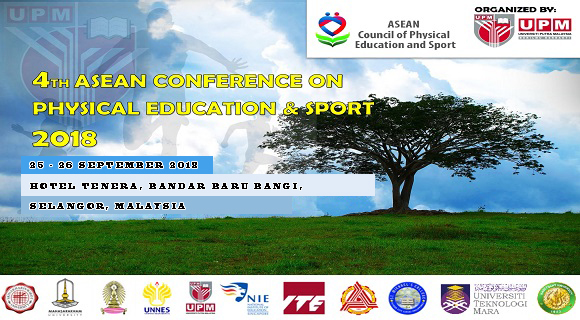 UPM
ASEAN
Council of Physical
Education and Sport
ORGANIZED BY:
UPM
UNIVERSITI PUTRA MALAYSIA
4TH ASEAN CONFERENCE ON
PHYSICAL EDUCATION & SPORT
2018
25 - 26 SEPTEMBER 2018
HOTEL TENERA, BANDAR BARU BANGI,
SELANGOR, MALAYSIA
MAHASARAKHAM
UNIVERSITY
UNNES
UPM
NIE
ITE
UNIVERSITI
TEKNOLOGI
MARA